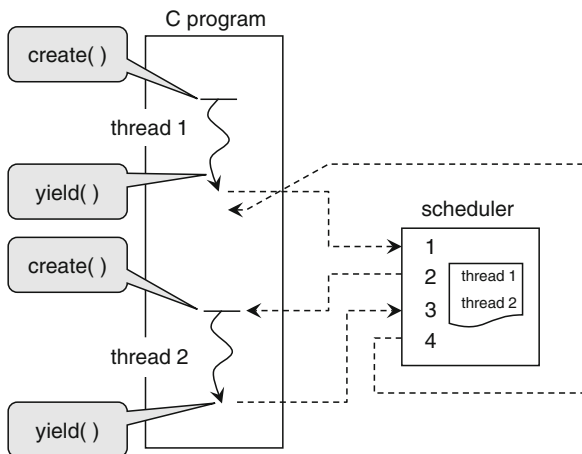 C program
create( )
thread 1
yield( )
create( )
thread 2
yield( )
scheduler
1
2
3
4
thread 1
thread 2